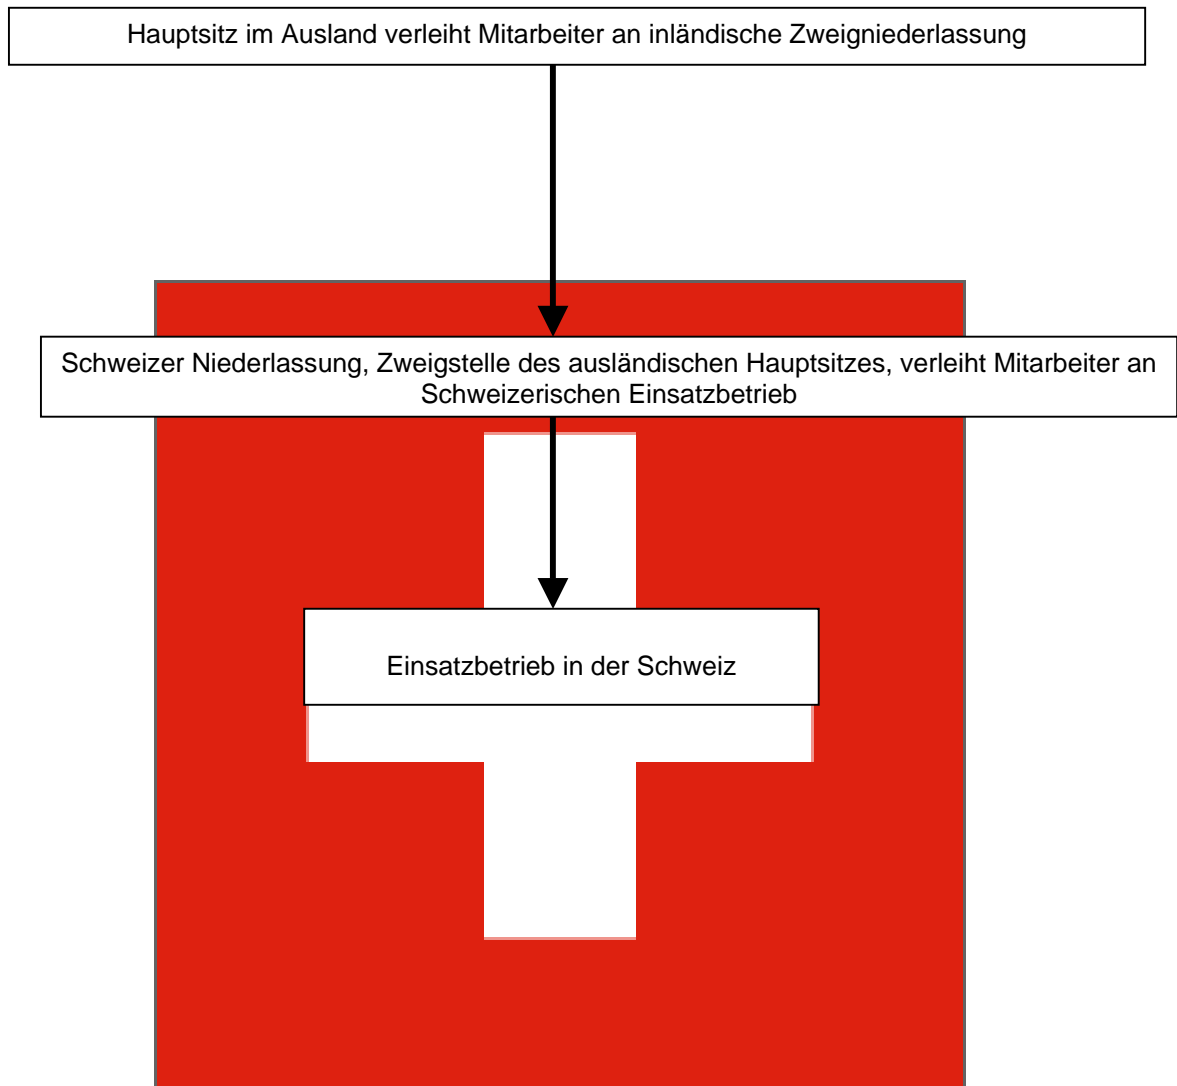 Hauptsitz im Ausland verleiht Mitarbeiter an inländische Zweigniederlassung
Schweizer Niederlassung, Zweigstelle des ausländischen Hauptsitzes, verleiht Mitarbeiter an
Schweizerischen Einsatzbetrieb
Einsatzbetrieb in der Schweiz